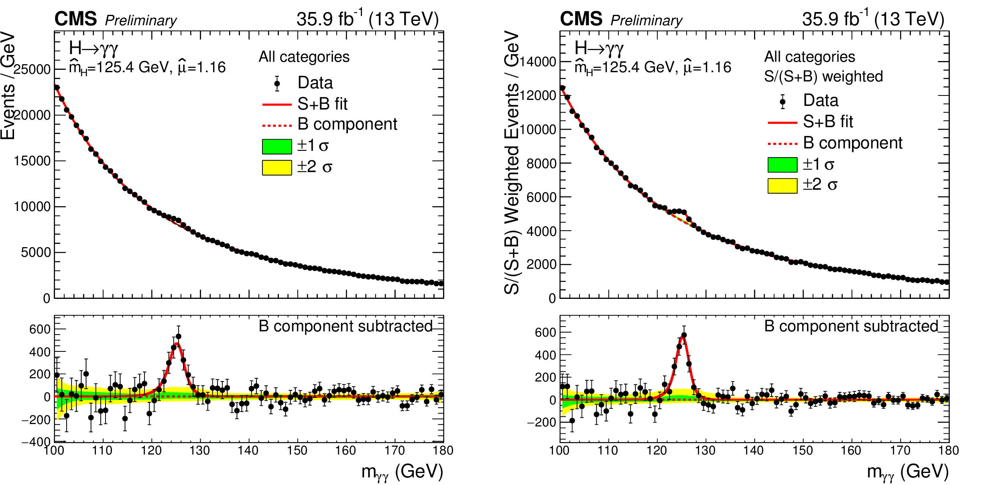 CMS Preliminary 35.9 fb⁻¹ (13 TeV)
H→γγ
m̂_H=125.4 GeV, μ̂=1.16
All categories
Data
S+B fit
B component
±1 σ
±2 σ
Events / GeV
25000
20000
15000
10000
5000
0
B component subtracted
600
400
200
0
−200
−400
100 110 120 130 140 150 160 170 180
m_γγ (GeV)
CMS Preliminary 35.9 fb⁻¹ (13 TeV)
H→γγ
m̂_H=125.4 GeV, μ̂=1.16
All categories
S/(S+B) weighted
Data
S+B fit
B component
±1 σ
±2 σ
S/(S+B) Weighted Events / GeV
14000
12000
10000
8000
6000
4000
2000
0
B component subtracted
600
400
200
0
−200
100 110 120 130 140 150 160 170 180
m_γγ (GeV)